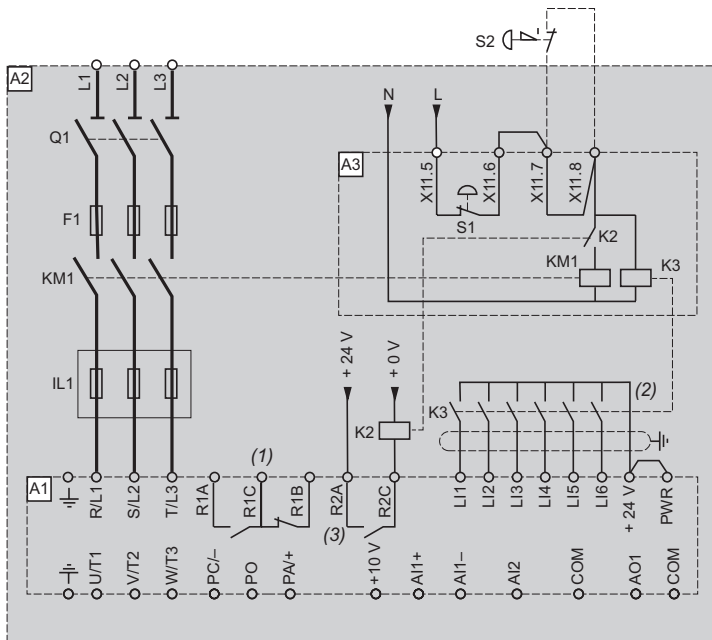 S2
A2
L1 L2 L3
N L
Q1
A3
X11.5 X11.6 X11.7 X11.8
F1
S1
K2
KM1
KM1 K3
+ 24 V + 0 V
IL1
(2)
K3
K2
(1)
A1
R/L1 S/L2 T/L3 R1A R1C R1B R2A R2C LI1 LI2 LI3 LI4 LI5 LI6 + 24 V PWR
(3)
U/T1 V/T2 W/T3 PC/– PO PA/+ +10 V AI1+ AI1– AI2 COM AO1 COM